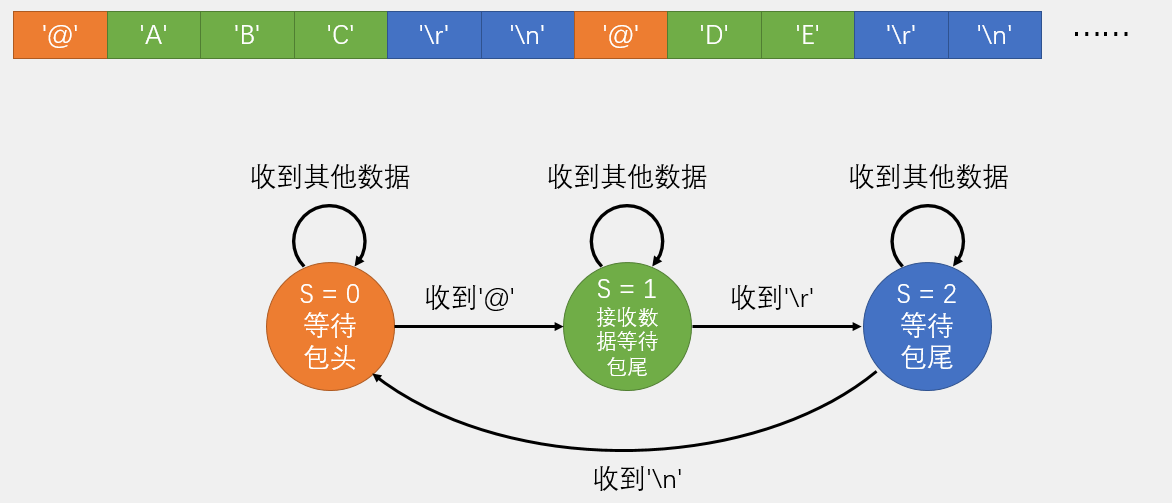 '@' 'A' 'B' 'C' '\r' '\n' '@' 'D' 'E' '\r' '\n' ……
收到其他数据 收到其他数据 收到其他数据
S = 0
等待
包头
收到'@'
S = 1
接收数
据等待
包尾
收到'\r'
S = 2
等待
包尾
收到'\n'